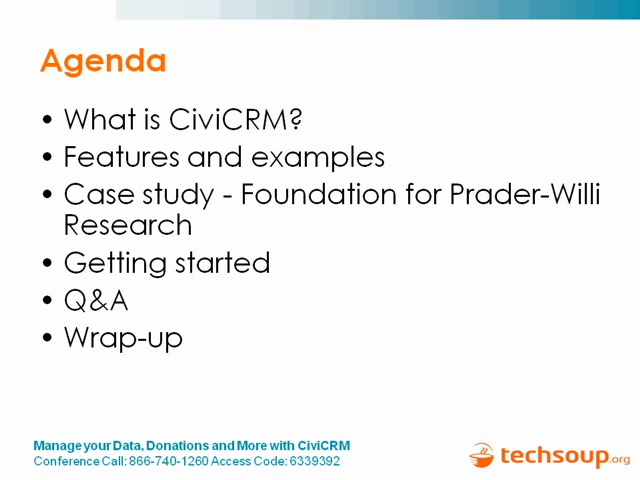 Agenda
• What is CiviCRM?
• Features and examples
• Case study - Foundation for Prader-Willi
Research
• Getting started
• Q&A
• Wrap-up
Manage your Data, Donations and More with CiviCRM
Conference Call: 866-740-1260 Access Code: 6339392
techsoup.org